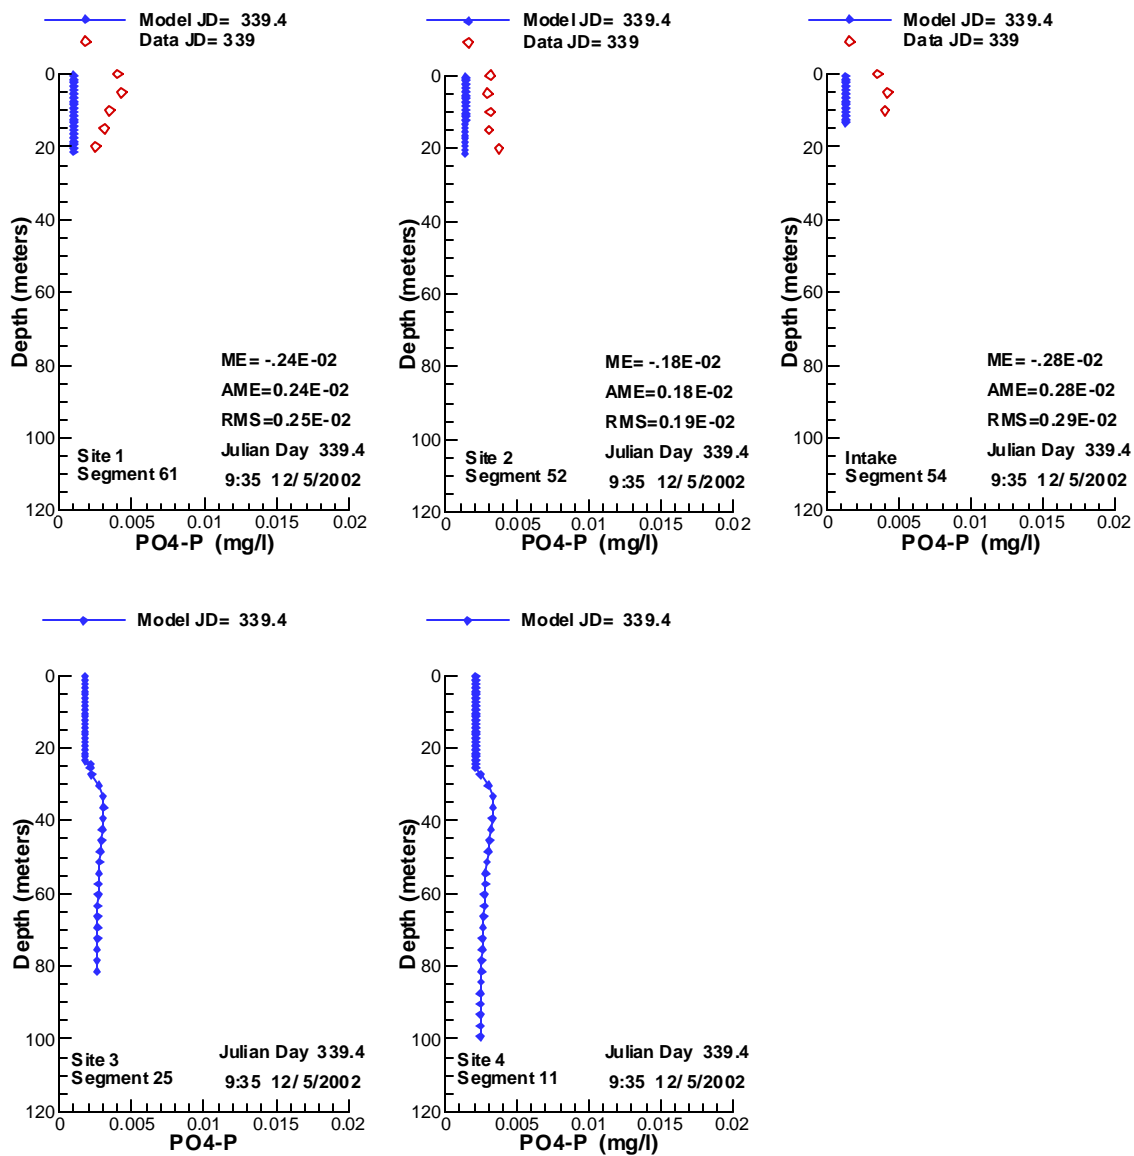 Model JD= 339.4
Data JD= 339
0
20
40
60
80
100
120
Depth (meters)
ME= -.24E-02
AME=0.24E-02
RMS=0.25E-02
Julian Day 339.4
9:35 12/ 5/2002
Site 1
Segment 61
0 0.005 0.01 0.015 0.02
PO4-P (mg/l)
Model JD= 339.4
Data JD= 339
0
20
40
60
80
100
120
Depth (meters)
ME= -.18E-02
AME=0.18E-02
RMS=0.19E-02
Julian Day 339.4
9:35 12/ 5/2002
Site 2
Segment 52
0 0.005 0.01 0.015 0.02
PO4-P (mg/l)
Model JD= 339.4
Data JD= 339
0
20
40
60
80
100
120
Depth (meters)
ME= -.28E-02
AME=0.28E-02
RMS=0.29E-02
Julian Day 339.4
9:35 12/ 5/2002
Intake
Segment 54
0 0.005 0.01 0.015 0.02
PO4-P (mg/l)
Model JD= 339.4
0
20
40
60
80
100
120
Depth (meters)
Site 3
Segment 25
Julian Day 339.4
9:35 12/ 5/2002
0 0.005 0.01 0.015 0.02
PO4-P
Model JD= 339.4
0
20
40
60
80
100
120
Depth (meters)
Site 4
Segment 11
Julian Day 339.4
9:35 12/ 5/2002
0 0.005 0.01 0.015 0.02
PO4-P (mg/l)